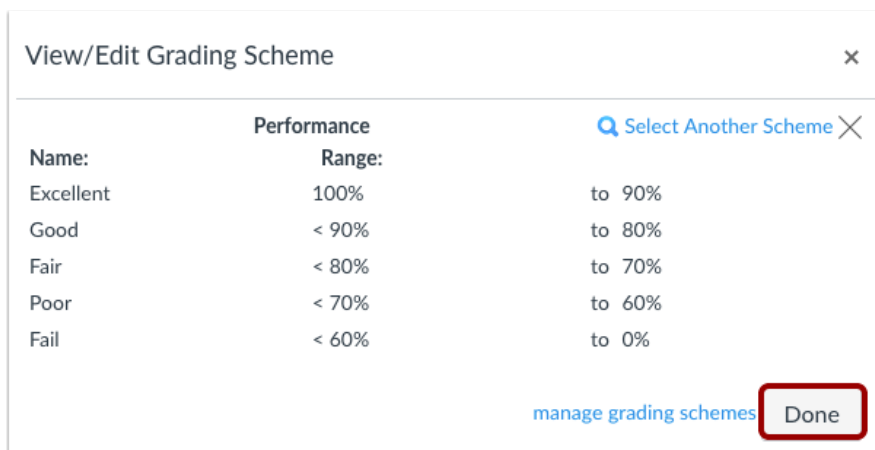 View/Edit Grading Scheme ×
Performance Select Another Scheme
Name: Range:
Excellent 100% to 90%
Good < 90% to 80%
Fair < 80% to 70%
Poor < 70% to 60%
Fail < 60% to 0%
manage grading schemes Done